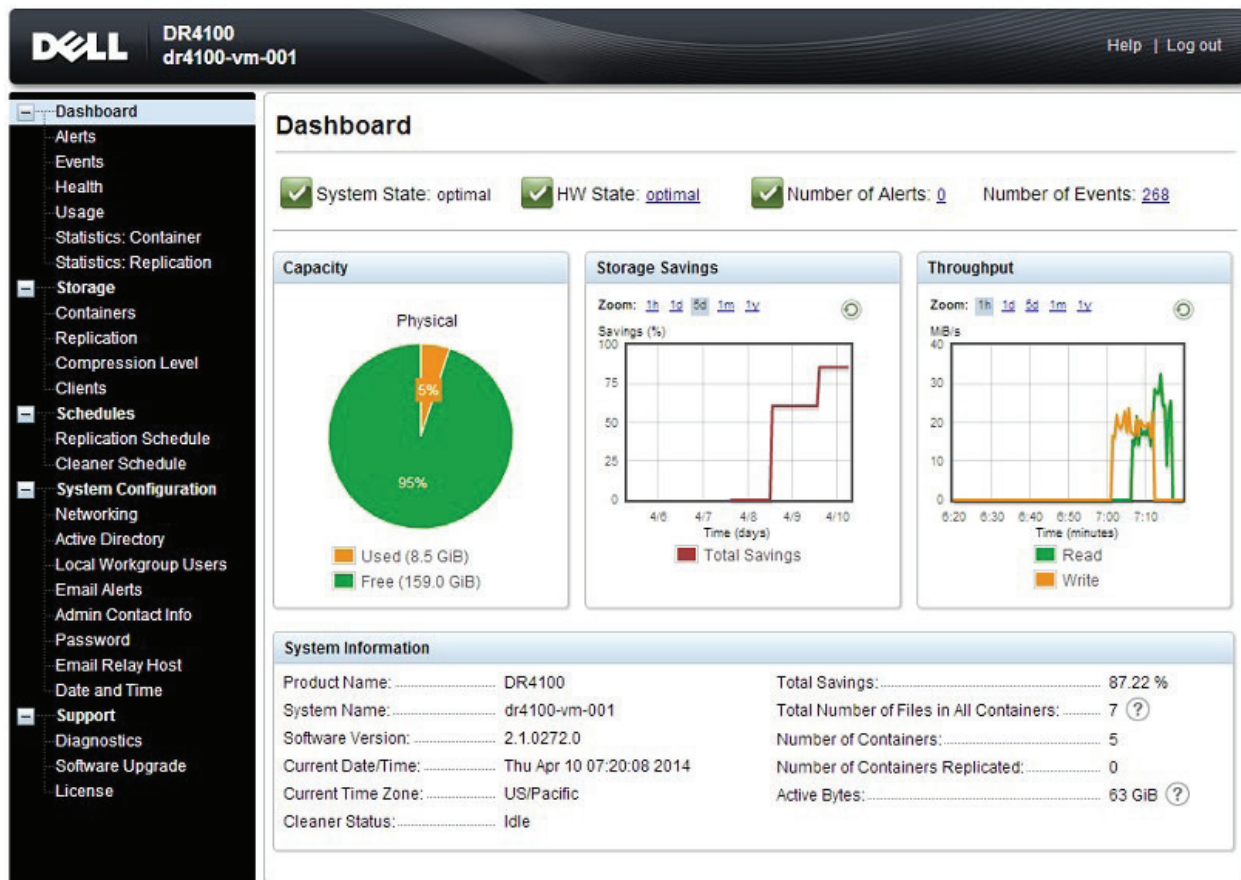 DELL
DR4100
dr4100-vm-001
Help | Log out
Dashboard
Alerts
Events
Health
Usage
Statistics: Container
Statistics: Replication
Storage
Containers
Replication
Compression Level
Clients
Schedules
Replication Schedule
Cleaner Schedule
System Configuration
Networking
Active Directory
Local Workgroup Users
Email Alerts
Admin Contact Info
Password
Email Relay Host
Date and Time
Support
Diagnostics
Software Upgrade
License
Dashboard
System State: optimal HW State: optimal Number of Alerts: 0 Number of Events: 268
Capacity
Physical
5%
95%
Used (8.5 GiB)
Free (159.0 GiB)
Storage Savings
Zoom: 1h 1d 5d 1m 1y
Savings (%)
100
75
50
25
0
4/6 4/7 4/8 4/9 4/10
Time (days)
Total Savings
Throughput
Zoom: 1h 1d 5d 1m 1y
MiB/s
40
30
20
10
0
6:20 6:30 6:40 6:50 7:00 7:10
Time (minutes)
Read
Write
System Information
Product Name: DR4100
System Name: dr4100-vm-001
Software Version: 2.1.0272.0
Current Date/Time: Thu Apr 10 07:20:08 2014
Current Time Zone: US/Pacific
Cleaner Status: Idle
Total Savings: 87.22 %
Total Number of Files in All Containers: 7 ?
Number of Containers: 5
Number of Containers Replicated: 0
Active Bytes: 63 GiB ?